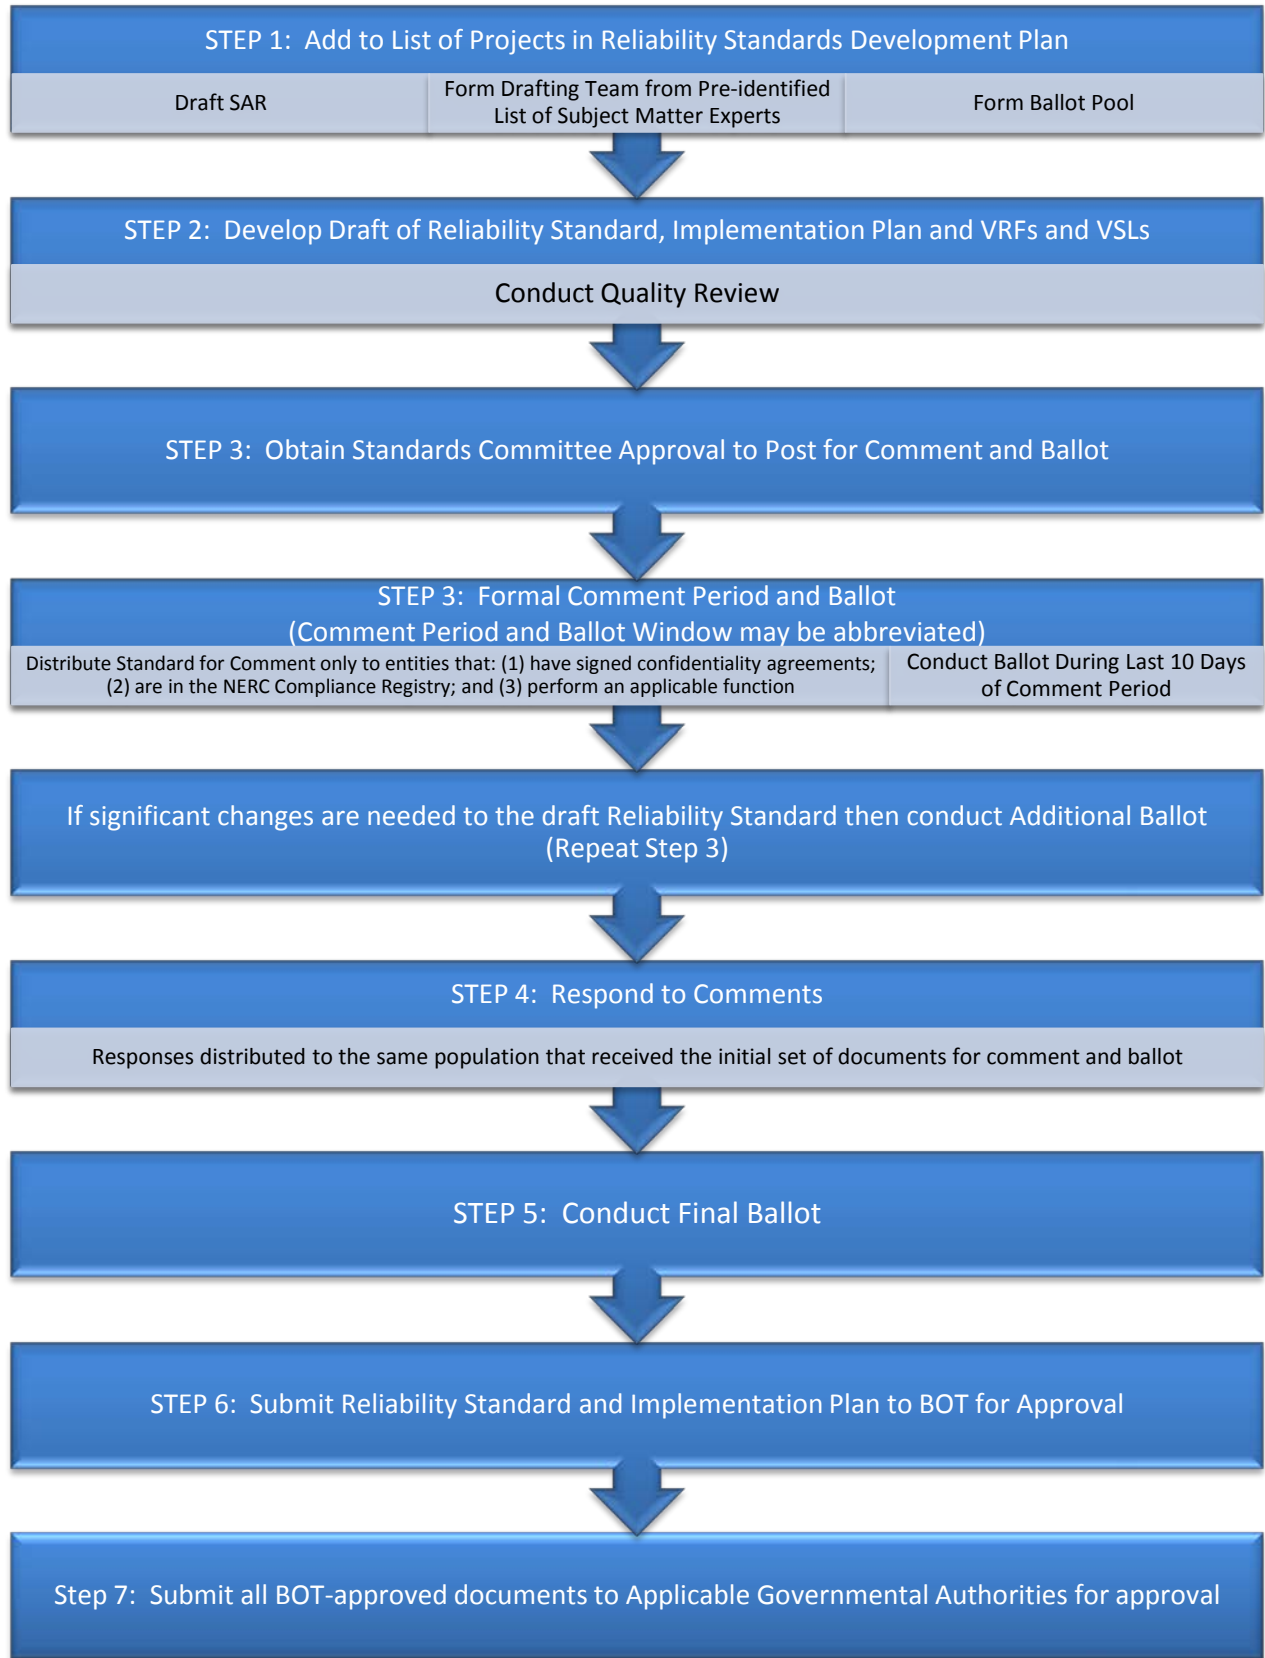 STEP 1: Add to List of Projects in Reliability Standards Development Plan
Draft SAR
Form Drafting Team from Pre-identified
List of Subject Matter Experts
Form Ballot Pool
STEP 2: Develop Draft of Reliability Standard, Implementation Plan and VRFs and VSLs
Conduct Quality Review
STEP 3: Obtain Standards Committee Approval to Post for Comment and Ballot
STEP 3: Formal Comment Period and Ballot
(Comment Period and Ballot Window may be abbreviated)
Distribute Standard for Comment only to entities that: (1) have signed confidentiality agreements;
(2) are in the NERC Compliance Registry; and (3) perform an applicable function
Conduct Ballot During Last 10 Days
of Comment Period
If significant changes are needed to the draft Reliability Standard then conduct Additional Ballot
(Repeat Step 3)
STEP 4: Respond to Comments
Responses distributed to the same population that received the initial set of documents for comment and ballot
STEP 5: Conduct Final Ballot
STEP 6: Submit Reliability Standard and Implementation Plan to BOT for Approval
Step 7: Submit all BOT-approved documents to Applicable Governmental Authorities for approval